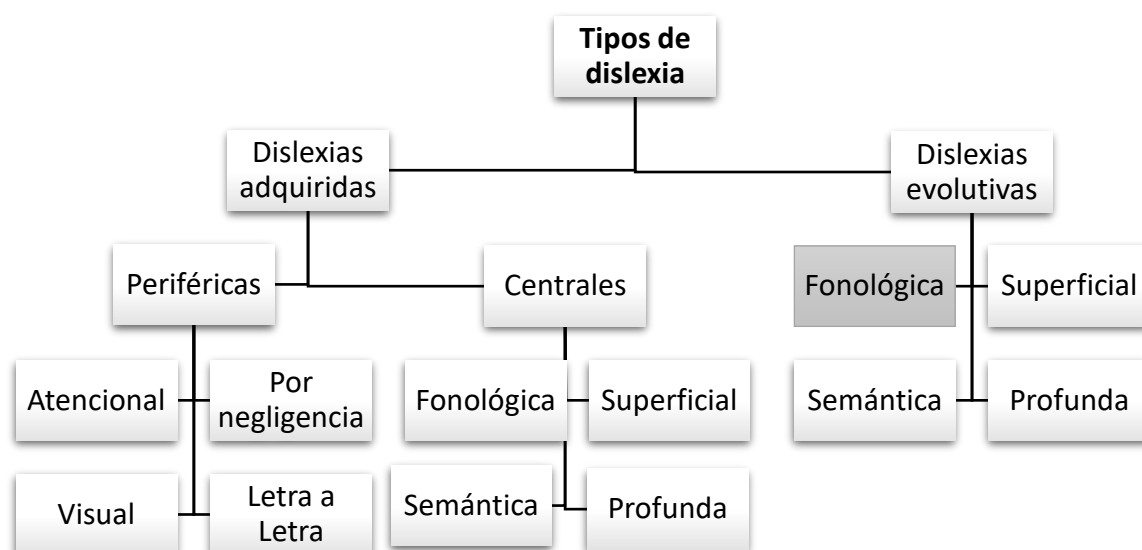 Tipos de
dislexia
Dislexias
adquiridas
Dislexias
evolutivas
Periféricas
Centrales
Fonológica
Superficial
Atencional
Por
negligencia
Fonológica
Superficial
Semántica
Profunda
Visual
Letra a
Letra
Semántica
Profunda